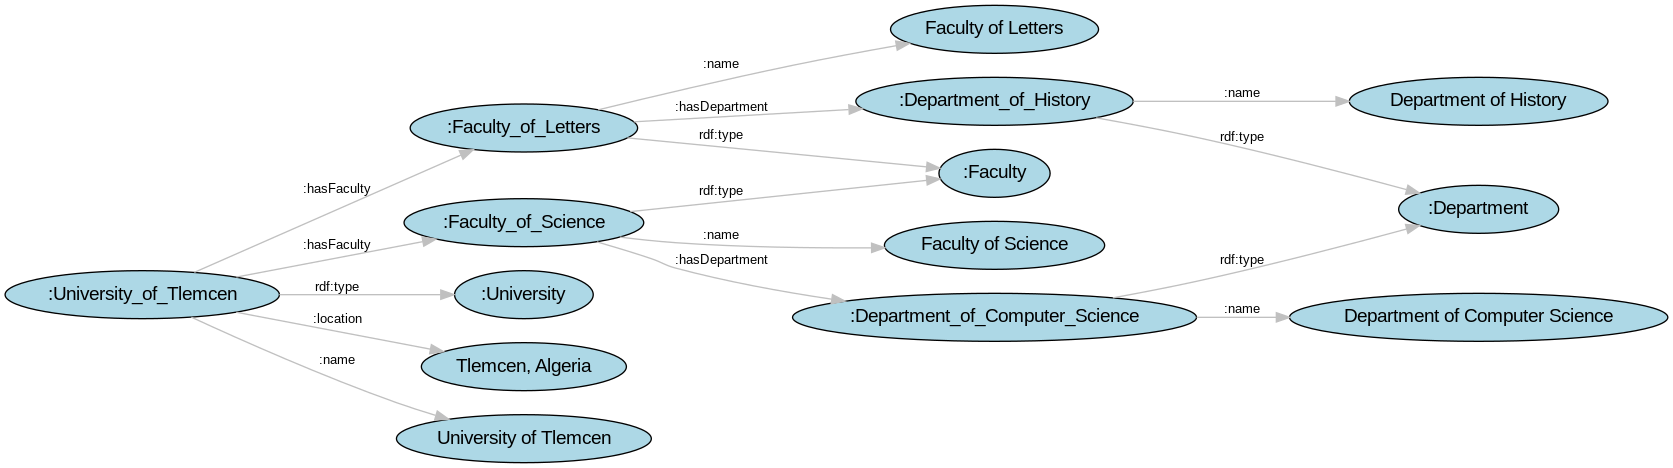 Faculty of Letters
:name
:hasDepartment
:Department_of_History
:name
Department of History
:Faculty_of_Letters
rdf:type
rdf:type
:Faculty
:hasFaculty
rdf:type
:Department
:Faculty_of_Science
:name
Faculty of Science
:hasFaculty
:hasDepartment
rdf:type
:University_of_Tlemcen
rdf:type
:University
:Department_of_Computer_Science
:name
Department of Computer Science
:location
Tlemcen, Algeria
:name
University of Tlemcen